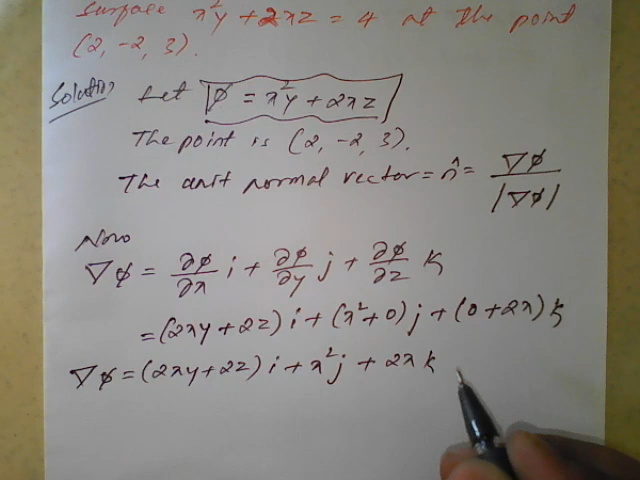 surface x²y + 2xz = 4 at the point
(2, -2, 3).
Solution Let ϕ = x²y + 2xz
The point is (2, -2, 3).
The unit normal vector = n̂ = ∇ϕ / |∇ϕ|
Now
∇ϕ = ∂ϕ/∂x i + ∂ϕ/∂y j + ∂ϕ/∂z k
= (2xy + 2z) i + (x² + 0) j + (0 + 2x) k
∇ϕ = (2xy + 2z) i + x² j + 2x k